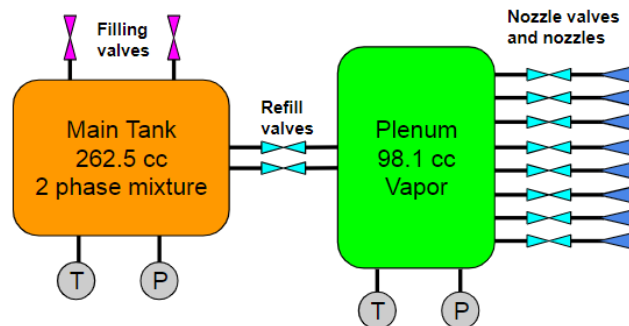 Filling
valves
Nozzle valves
and nozzles
Main Tank
262.5 cc
2 phase mixture
Refill
valves
Plenum
98.1 cc
Vapor
T
P
T
P